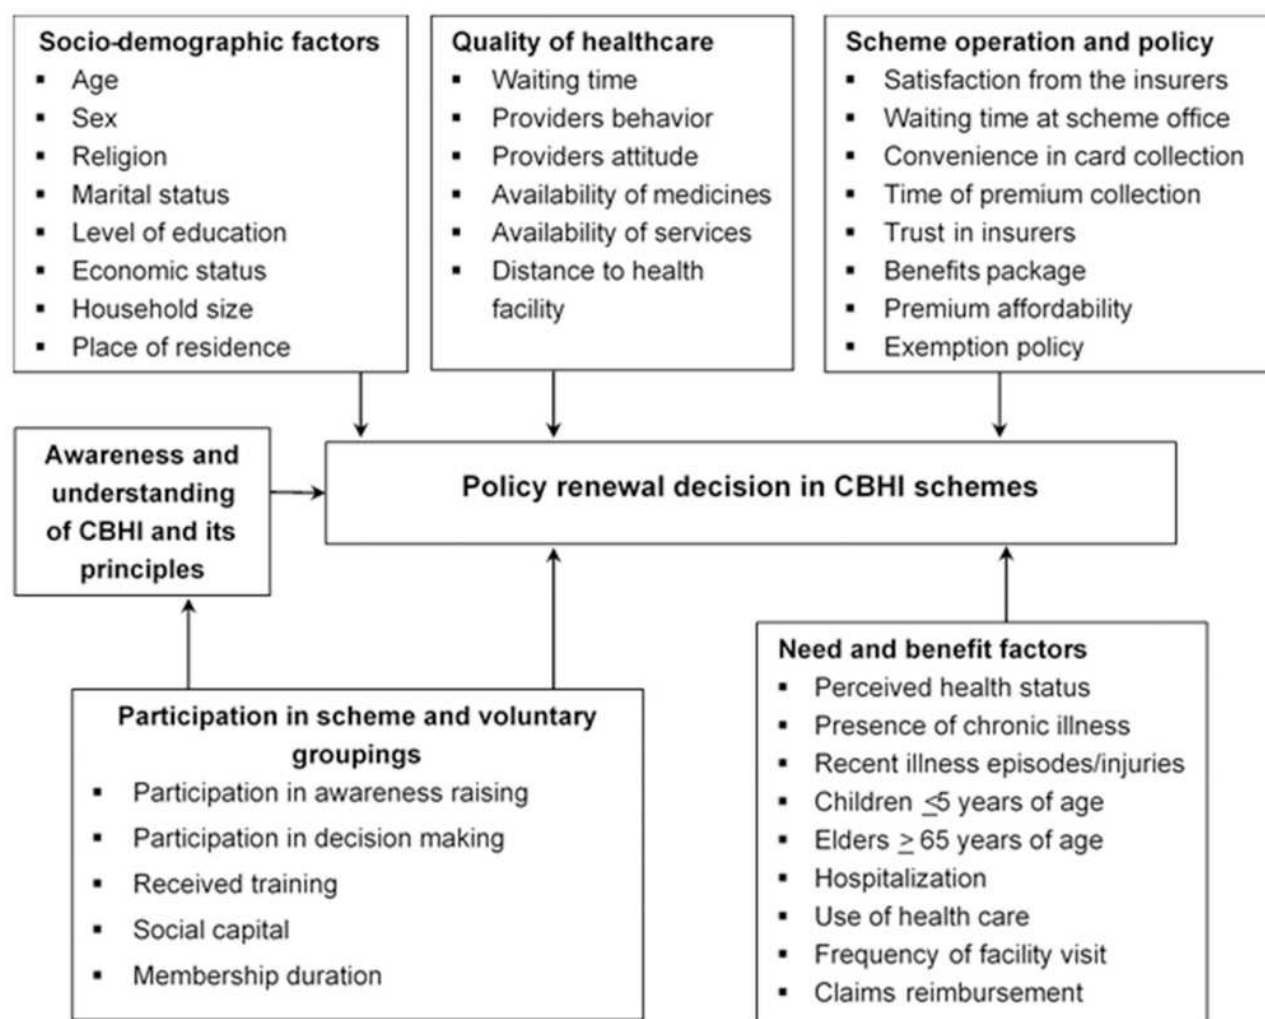 Socio-demographic factors
▪ Age
▪ Sex
▪ Religion
▪ Marital status
▪ Level of education
▪ Economic status
▪ Household size
▪ Place of residence
Quality of healthcare
▪ Waiting time
▪ Providers behavior
▪ Providers attitude
▪ Availability of medicines
▪ Availability of services
▪ Distance to health
facility
Scheme operation and policy
▪ Satisfaction from the insurers
▪ Waiting time at scheme office
▪ Convenience in card collection
▪ Time of premium collection
▪ Trust in insurers
▪ Benefits package
▪ Premium affordability
▪ Exemption policy
Awareness and
understanding
of CBHI and its
principles
Policy renewal decision in CBHI schemes
Participation in scheme and voluntary
groupings
▪ Participation in awareness raising
▪ Participation in decision making
▪ Received training
▪ Social capital
▪ Membership duration
Need and benefit factors
▪ Perceived health status
▪ Presence of chronic illness
▪ Recent illness episodes/injuries
▪ Children ≤5 years of age
▪ Elders ≥ 65 years of age
▪ Hospitalization
▪ Use of health care
▪ Frequency of facility visit
▪ Claims reimbursement